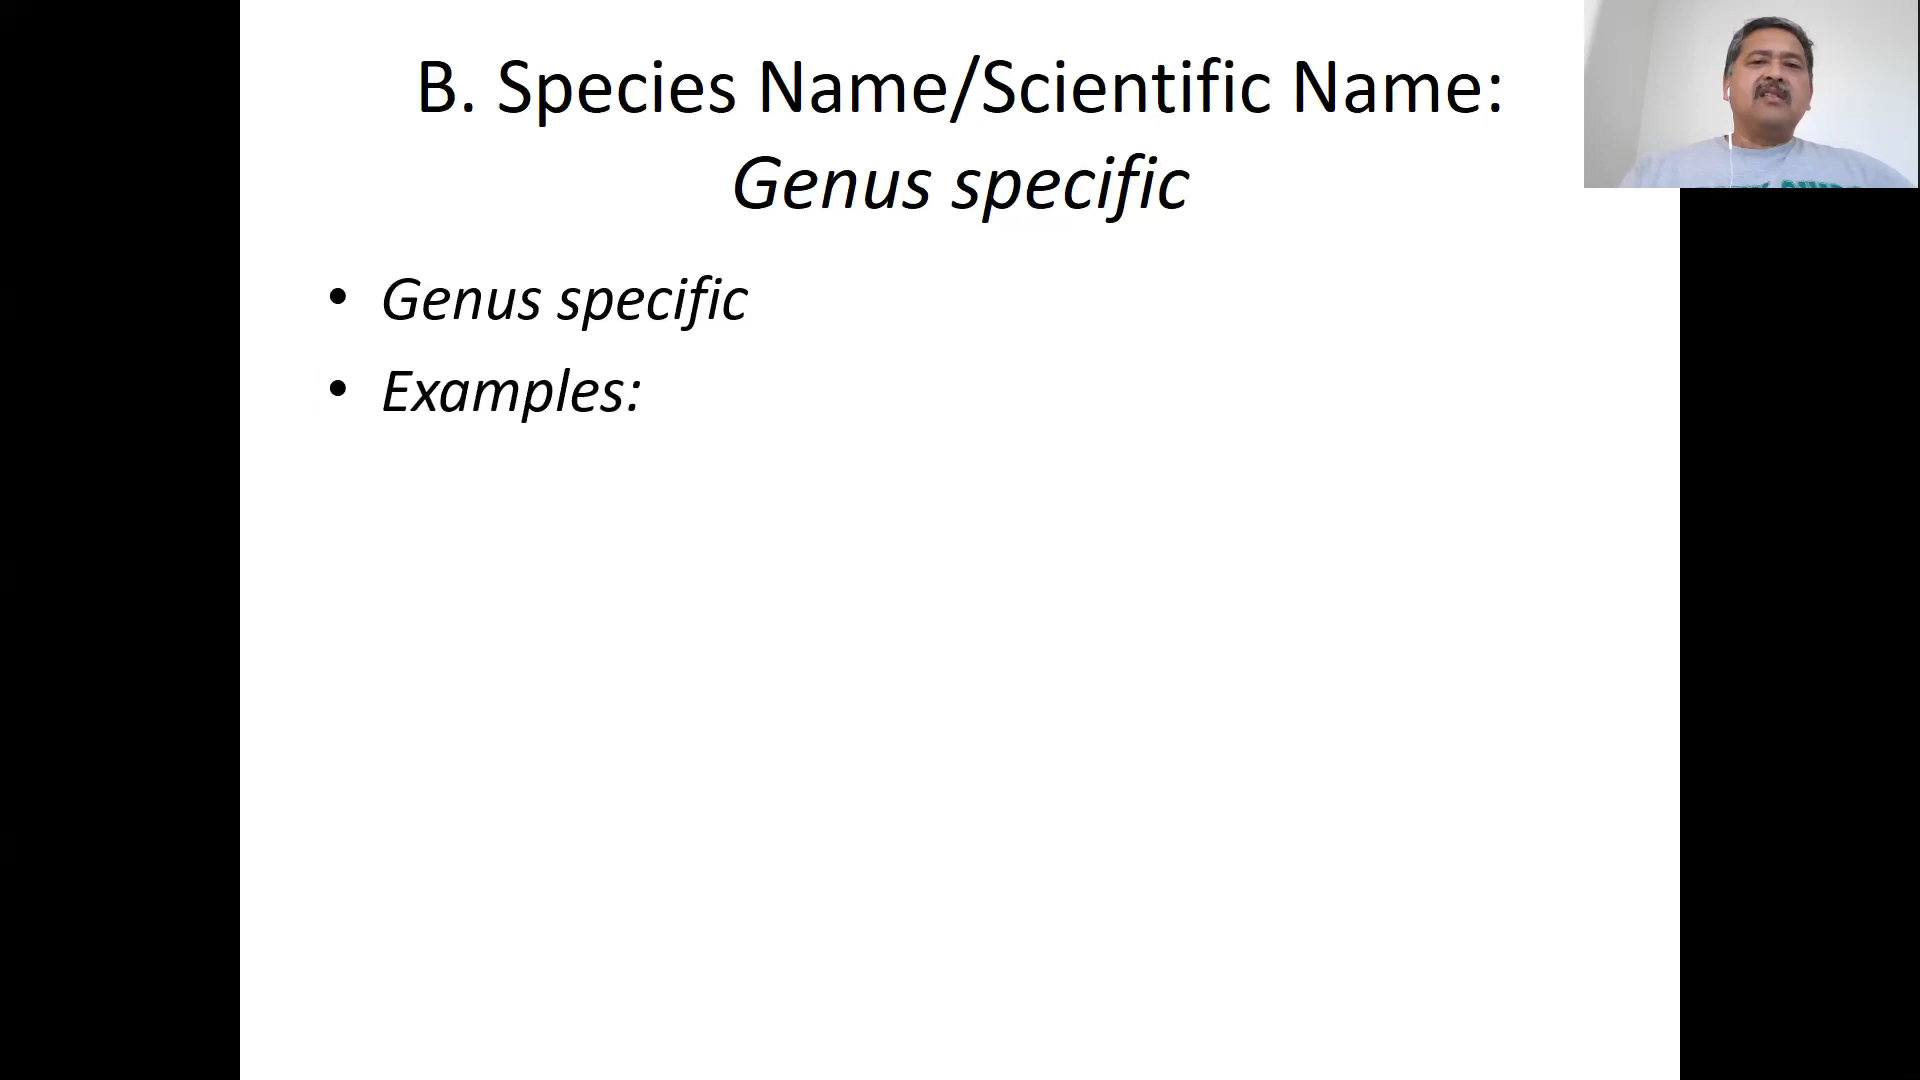 B. Species Name/Scientific Name:
Genus specific
• Genus specific
• Examples: